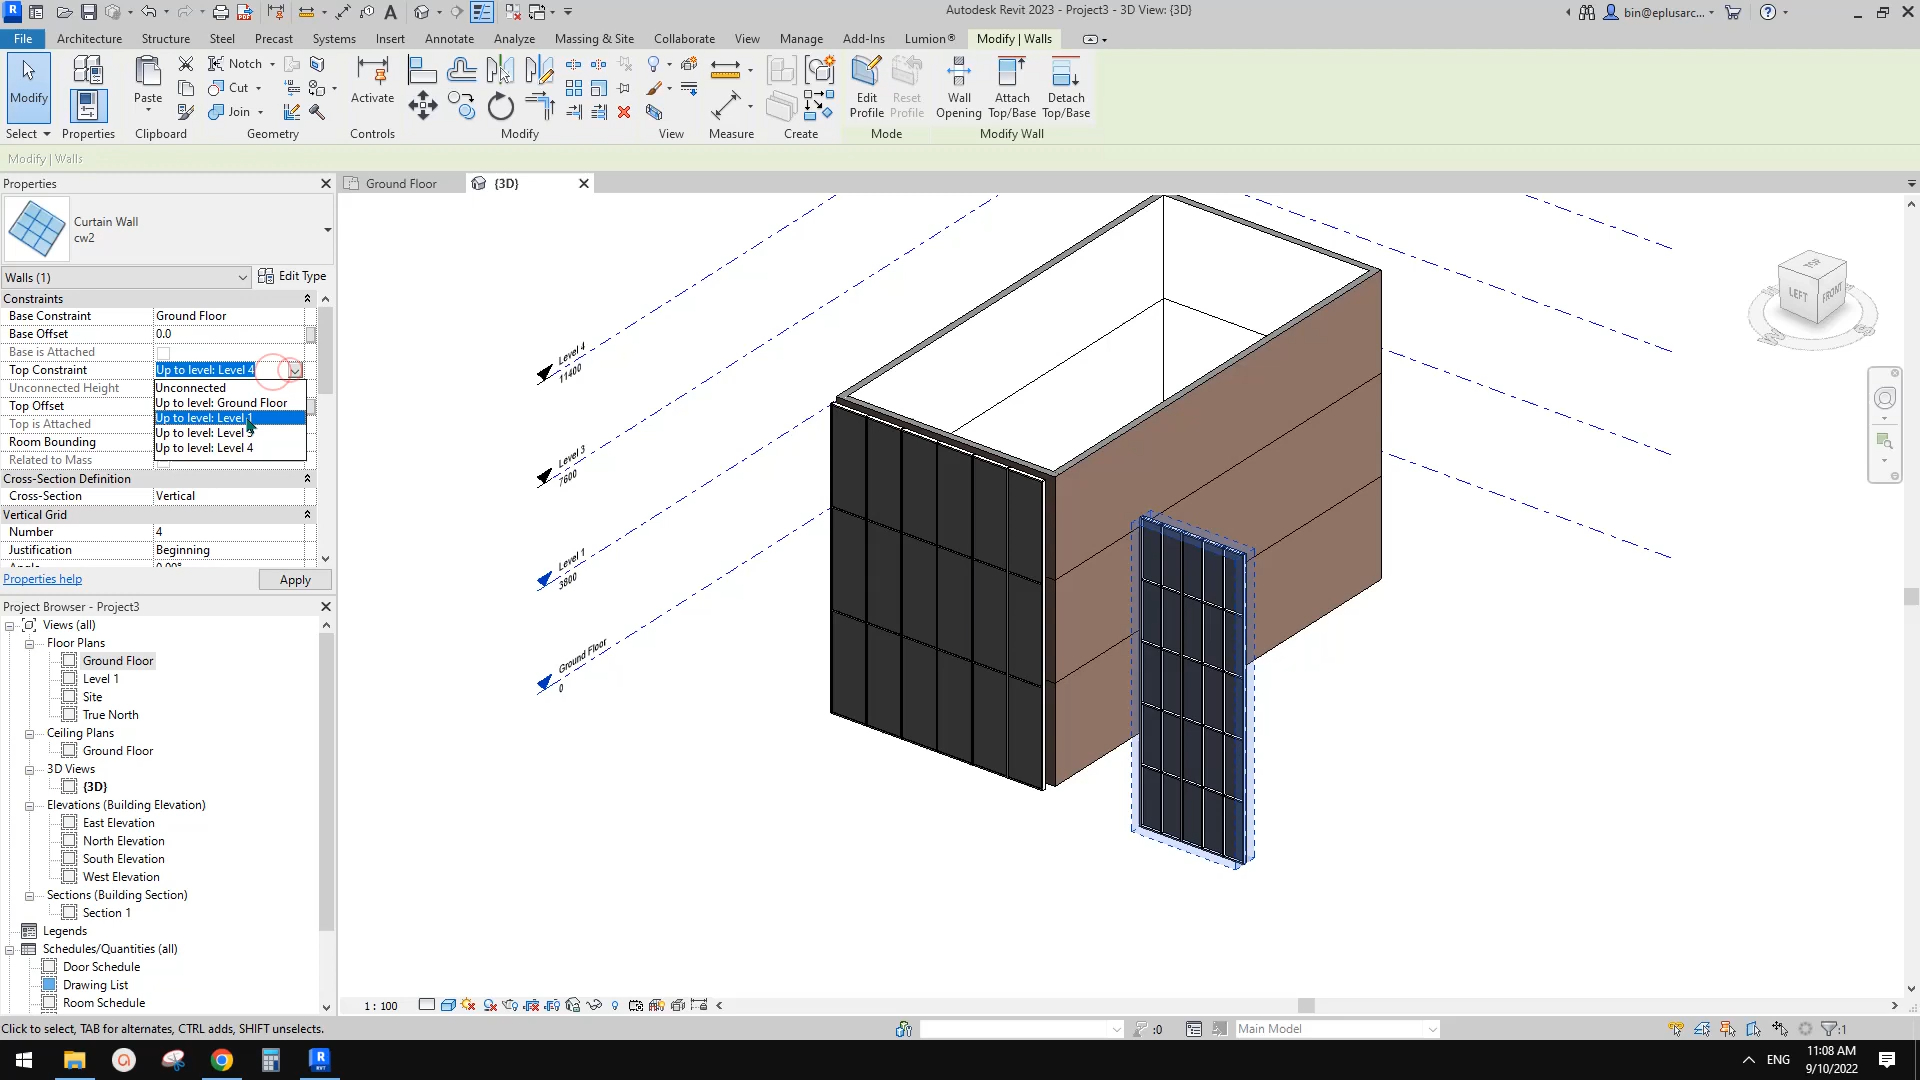 Autodesk Revit 2023 - Project3 - 3D View: {3D}
bin@eplusarc...
File Architecture Structure Steel Precast Systems Insert Annotate Analyze Massing & Site Collaborate View Manage Add-Ins Lumion® Modify | Walls
Modify
Paste
Notch
Cut
Join
Activate
Edit Profile
Reset Profile
Wall Opening
Attach Top/Base
Detach Top/Base
Select Properties Clipboard Geometry Controls Modify View Measure Create Mode Modify Wall
Modify | Walls
Properties
Ground Floor
{3D}
Curtain Wall
cw2
Walls (1)
Edit Type
Constraints
Base Constraint Ground Floor
Base Offset 0.0
Base is Attached
Top Constraint Up to level: Level 4
Unconnected Height
Top Offset
Top is Attached
Room Bounding
Related to Mass
Unconnected
Up to level: Ground Floor
Up to level: Level 1
Up to level: Level 3
Up to level: Level 4
Cross-Section Definition
Cross-Section Vertical
Vertical Grid
Number 4
Justification Beginning
Properties help
Apply
Level 4
11400
Level 3
7600
Level 1
3800
Ground Floor
0
TOP
LEFT
FRONT
Project Browser - Project3
Views (all)
Floor Plans
Ground Floor
Level 1
Site
True North
Ceiling Plans
Ground Floor
3D Views
{3D}
Elevations (Building Elevation)
East Elevation
North Elevation
South Elevation
West Elevation
Sections (Building Section)
Section 1
Legends
Schedules/Quantities (all)
Door Schedule
Drawing List
Room Schedule
1 : 100
Click to select, TAB for alternates, CTRL adds, SHIFT unselects.
:0
Main Model
:1
ENG
11:08 AM
9/10/2022